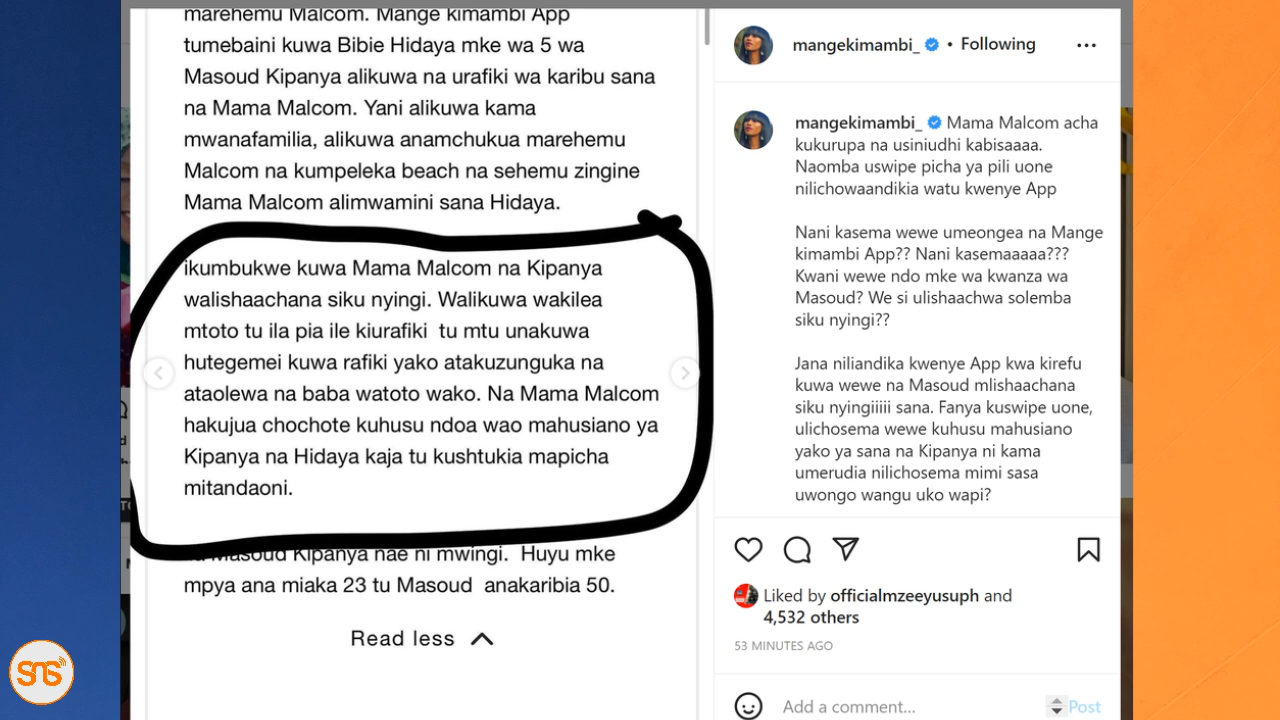 marehemu Malcom. Mange kimambi App
tumebaini kuwa Bibie Hidaya mke wa 5 wa
Masoud Kipanya alikuwa na urafiki wa karibu sana
na Mama Malcom. Yani alikuwa kama
mwanafamilia, alikuwa anamchukua marehemu
Malcom na kumpeleka beach na sehemu zingine
Mama Malcom alimwamini sana Hidaya.
ikumbukwe kuwa Mama Malcom na Kipanya
walishaachana siku nyingi. Walikuwa wakilea
mtoto tu ila pia ile kiurafiki tu mtu unakuwa
hutegemei kuwa rafiki yako atakuzunguka na
ataolewa na baba watoto wako. Na Mama Malcom
hakujua chochote kuhusu ndoa wao mahusiano ya
Kipanya na Hidaya kaja tu kushtukia mapicha
mitandaoni.
Masoud Kipanya nae ni mwingi. Huyu mke
mpya ana miaka 23 tu Masoud anakaribia 50.
Read less
mangekimambi_ • Following
mangekimambi_ Mama Malcom acha
kukurupa na usiniudhi kabisaaaa.
Naomba uswipe picha ya pili uone
nilichowaandikia watu kwenye App
Nani kasema wewe umeongea na Mange
kimambi App?? Nani kasemaaaaa???
Kwani wewe ndo mke wa kwanza wa
Masoud? We si ulishaachwa solemba
siku nyingi??
Jana niliandika kwenye App kwa kirefu
kuwa wewe na Masoud mlishaachana
siku nyingiiiii sana. Fanya kuswipe uone,
ulichosema wewe kuhusu mahusiano
yako ya sana na Kipanya ni kama
umerudia nilichosema mimi sasa
uwongo wangu uko wapi?
Liked by officialmzeeyusuph and
4,532 others
53 MINUTES AGO
Add a comment...
Post
SNS